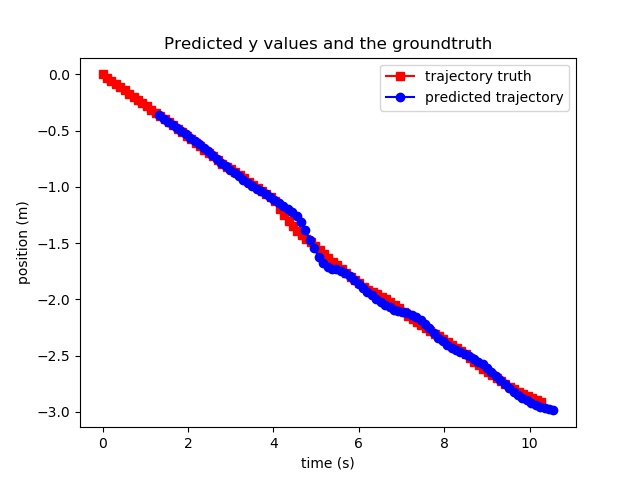 Predicted y values and the groundtruth
trajectory truth
predicted trajectory
position (m)
0.0
−0.5
−1.0
−1.5
−2.0
−2.5
−3.0
0 2 4 6 8 10
time (s)